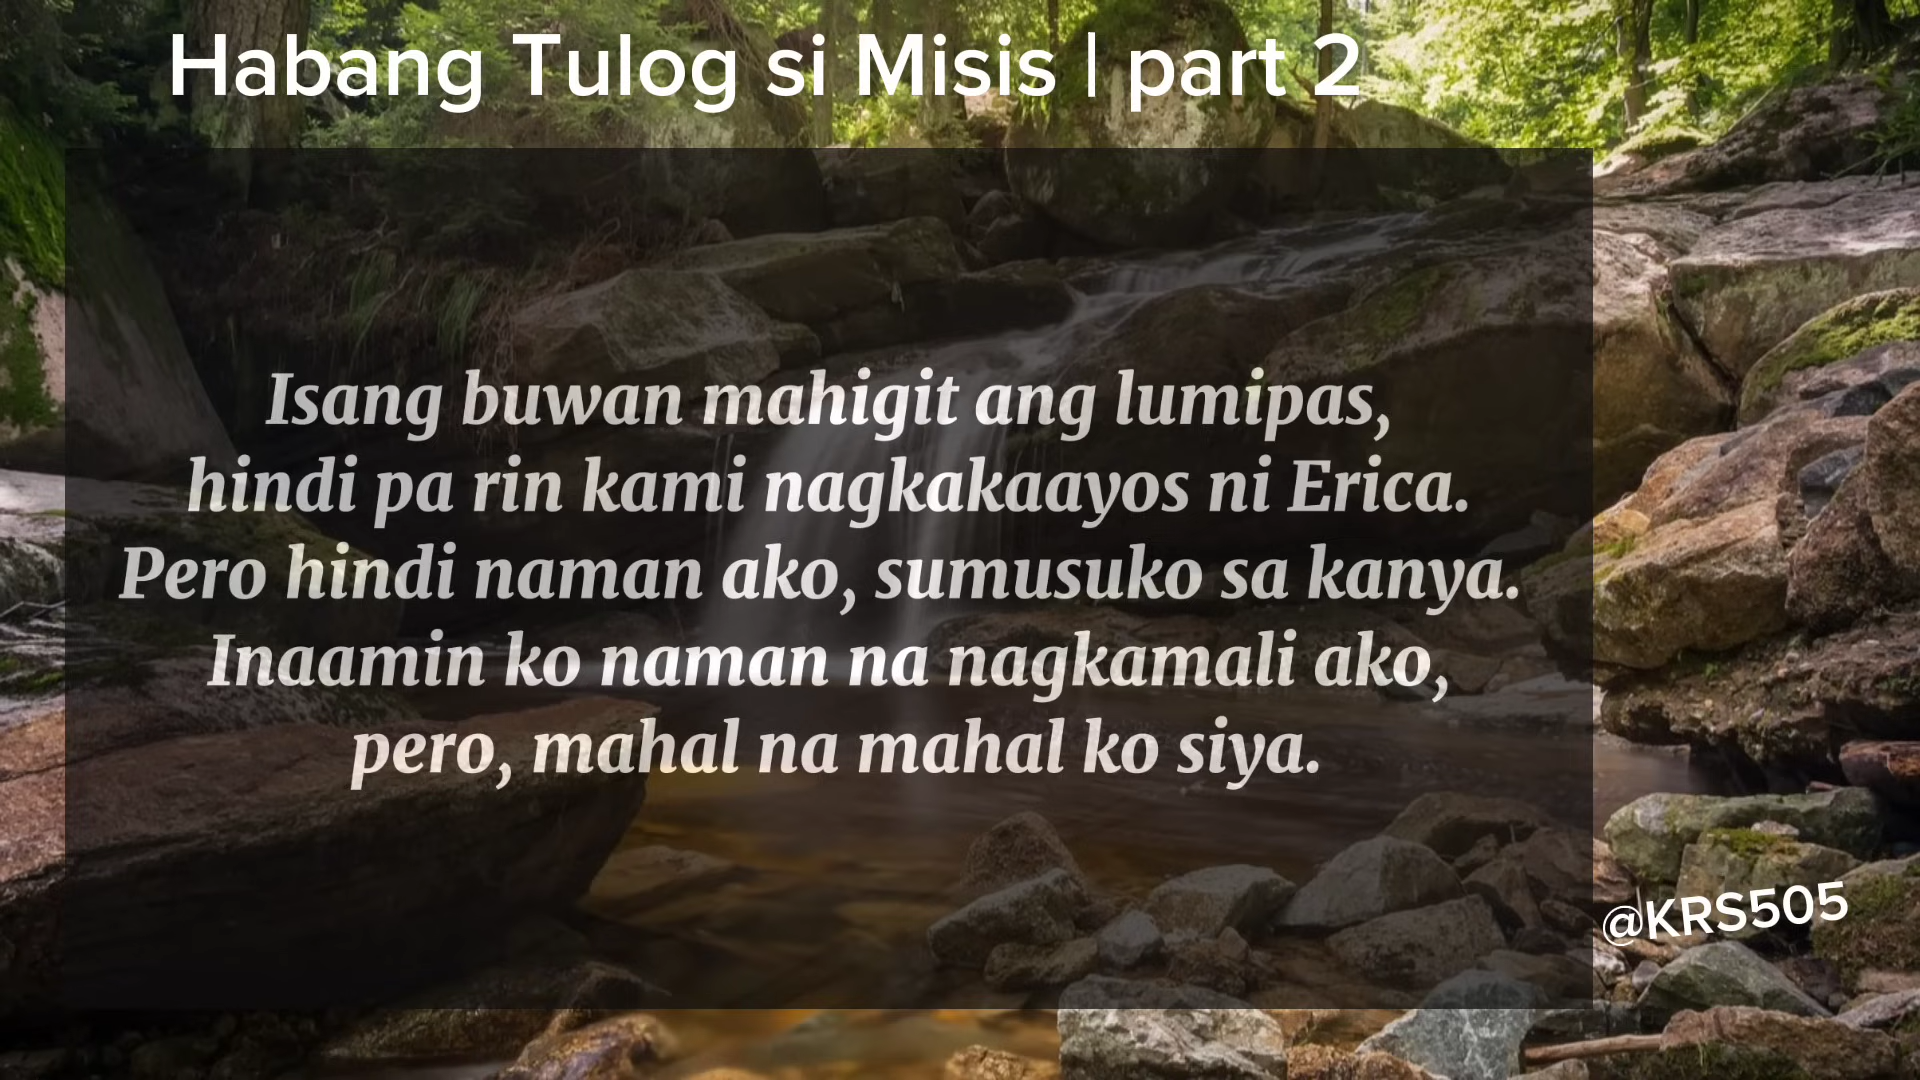 Habang Tulog si Misis | part 2
Isang buwan mahigit ang lumipas,
hindi pa rin kami nagkakaayos ni Erica.
Pero hindi naman ako, sumusuko sa kanya.
Inaamin ko naman na nagkamali ako,
pero, mahal na mahal ko siya.
@KRS505